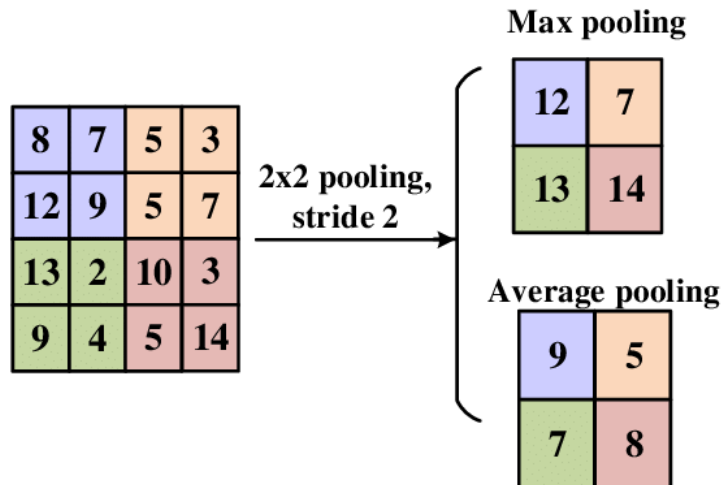 Max pooling
12 7
13 14
8 7 5 3
12 9 5 7
13 2 10 3
9 4 5 14
2x2 pooling,
stride 2
Average pooling
9 5
7 8